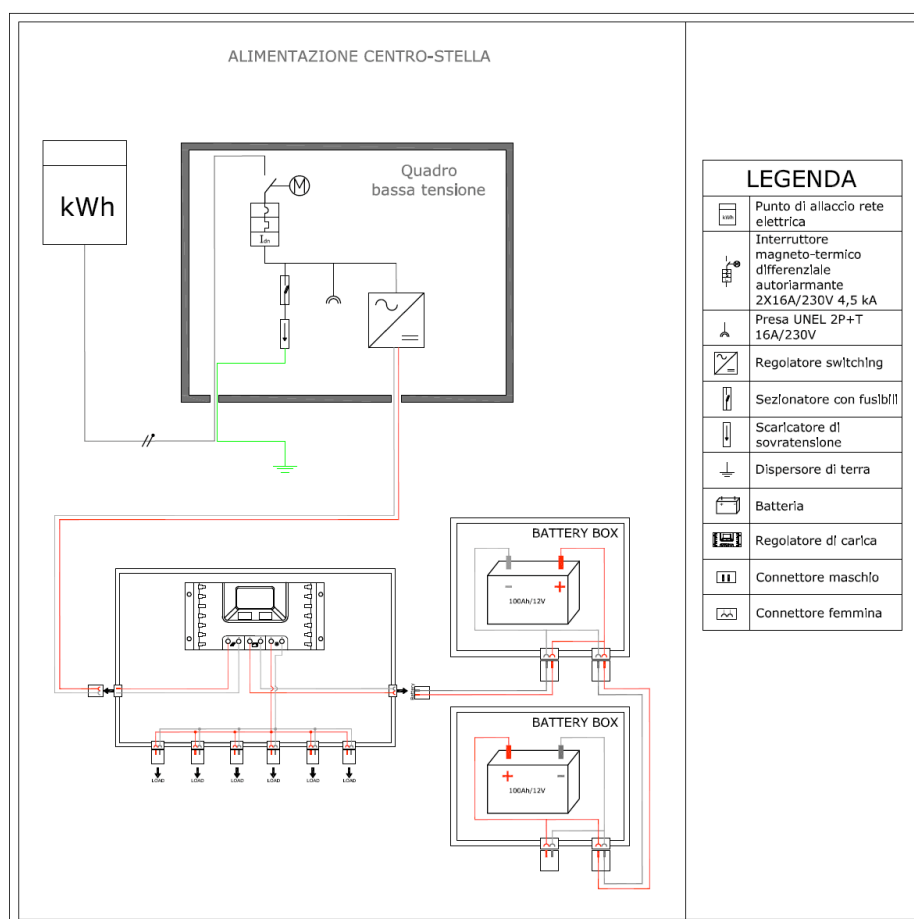 ALIMENTAZIONE CENTRO-STELLA
kWh
Quadro
bassa tensione
M
Idn
BATTERY BOX
100Ah/12V
BATTERY BOX
100Ah/12V
LOAD
LOAD
LOAD
LOAD
LOAD
LOAD
LEGENDA
kWh
Punto di allaccio rete
elettrica
Interruttore
magneto-termico
differenziale
autoriarmante
2X16A/230V 4,5 kA
Presa UNEL 2P+T
16A/230V
Regolatore switching
Sezionatore con fusibili
Scaricatore di
sovratensione
Dispersore di terra
Batteria
Regolatore di carica
Connettore maschio
Connettore femmina